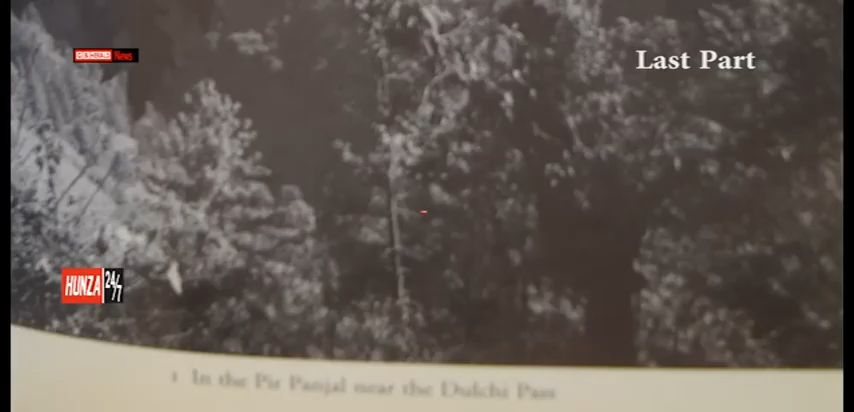 News
Last Part
HUNZA 24/7
1 In the Pir Panjal near the Dulchi Pass